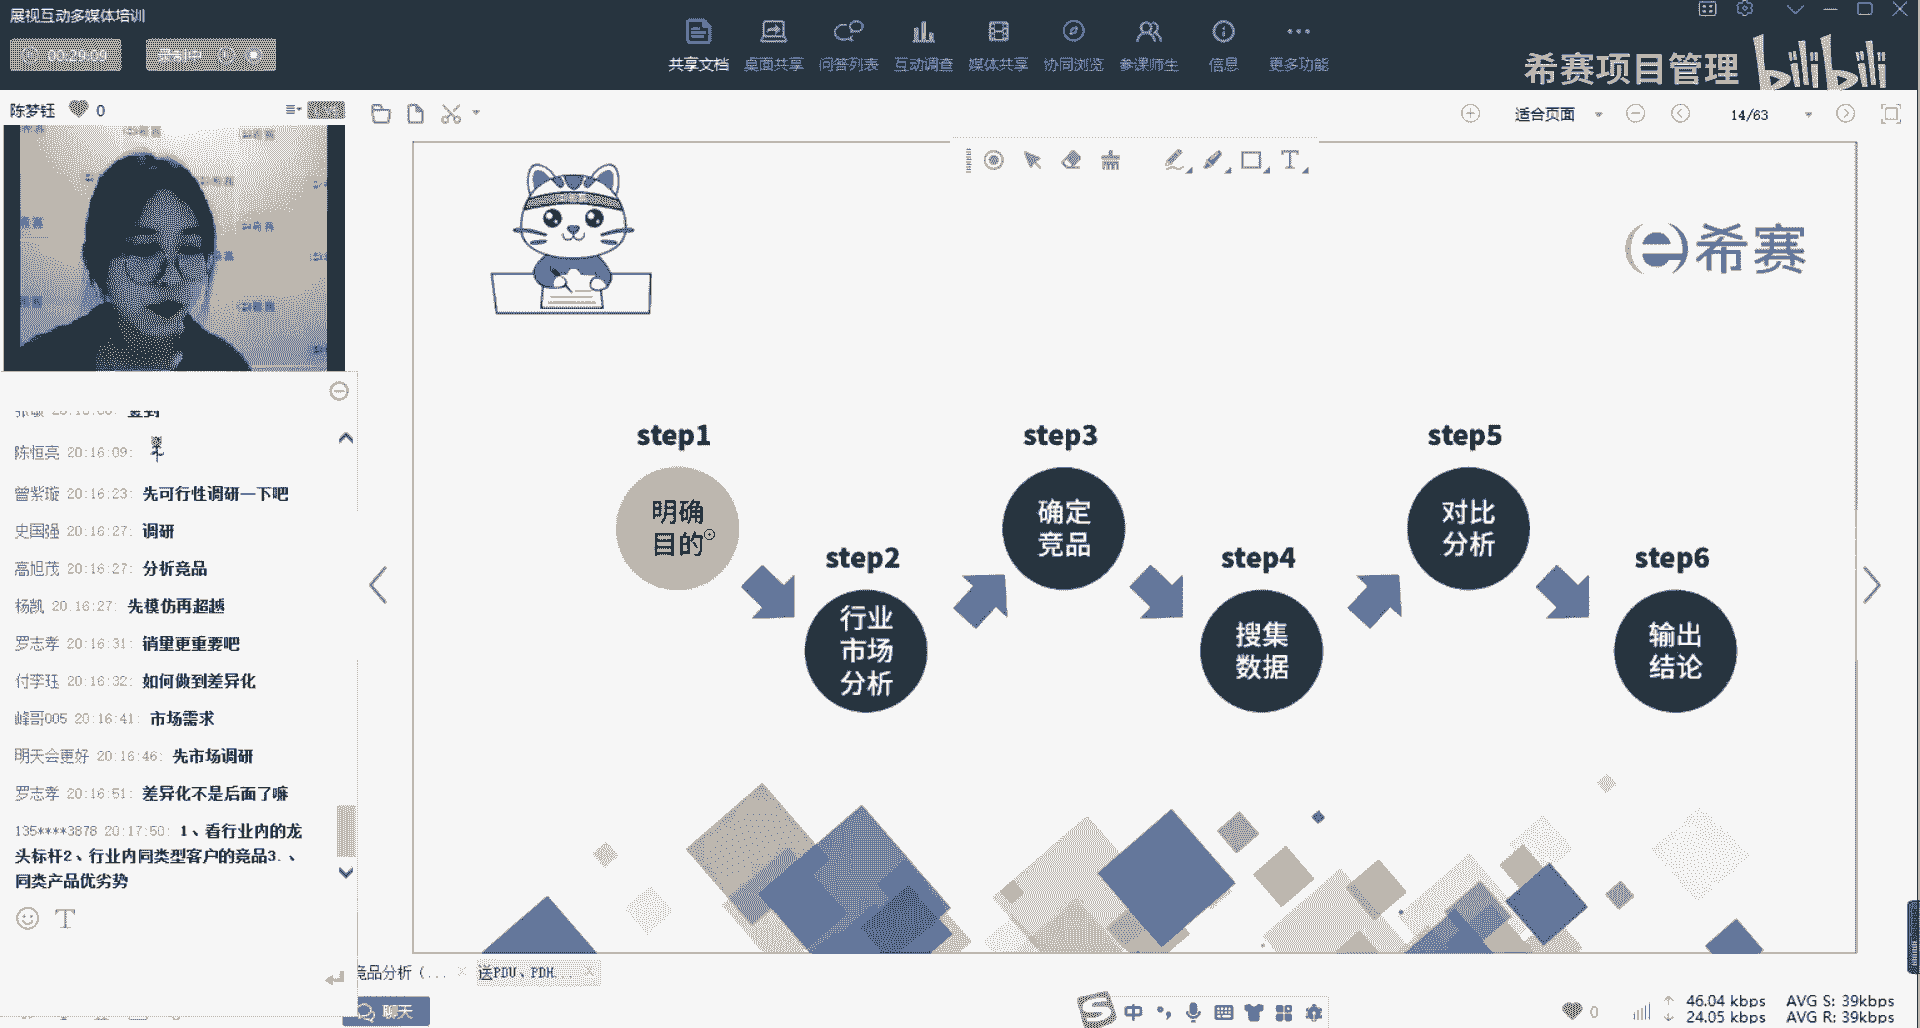 展视互动多媒体培训
00:29:09
共享文档
桌面共享
问答列表
互动调查
媒体共享
协同浏览
参课师生
信息
更多功能
希赛项目管理
bilibili
陈梦钰 0
适合页面
14/63
希赛
step1
明确
目的
step2
行业
市场
分析
step3
确定
竞品
step4
搜集
数据
step5
对比
分析
step6
输出
结论
陈恒亮 20:16:09:
曾紫璇 20:16:23: 先可行性调研一下吧
史国强 20:16:27: 调研
高旭茂 20:16:27: 分析竞品
杨凯 20:16:27: 先模仿再超越
罗志孝 20:16:31: 销量更重要吧
付李珏 20:16:32: 如何做到差异化
峰哥005 20:16:41: 市场需求
明天会更好 20:16:46: 先市场调研
罗志孝 20:16:51: 差异化不是后面了嘛
135****3878 20:17:50: 1、看行业内的龙
头标杆2、行业内同类型客户的竞品3.、
同类产品优劣势
竞品分析（...
送PDU、PDH...
聊天
中
0
46.04 kbps AVG S: 39kbps
24.05 kbps AVG R: 39kbps